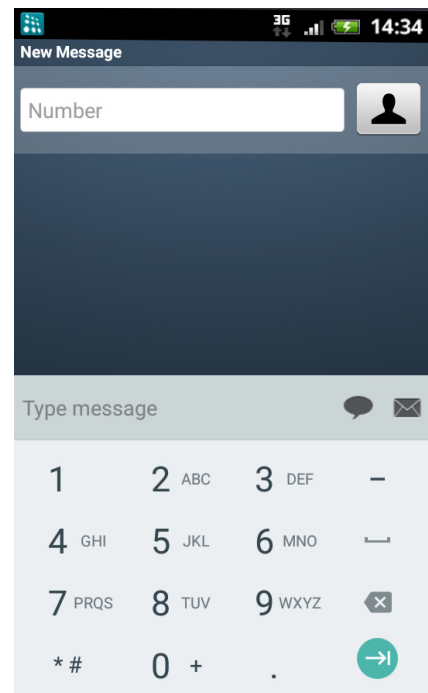 3G 14:34
New Message
Number
Type message
1 2 ABC 3 DEF -
4 GHI 5 JKL 6 MNO
7 PRQS 8 TUV 9 WXYZ
* # 0 + .